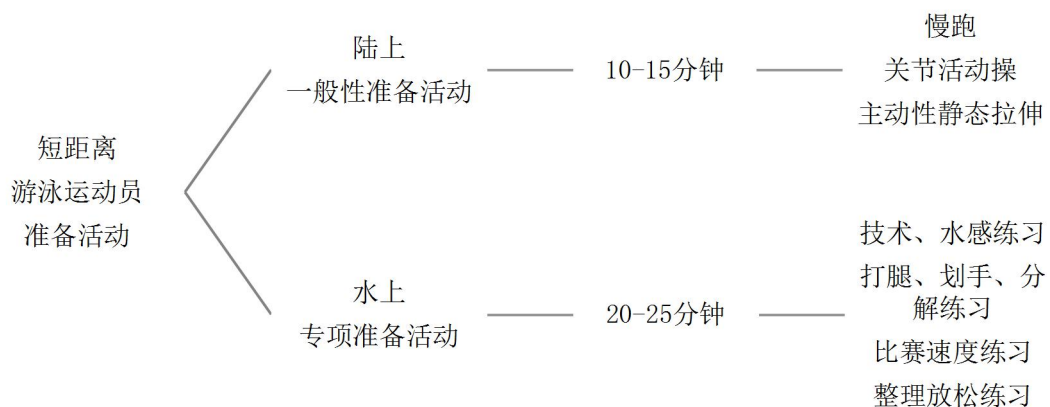 短距离
游泳运动员
准备活动
陆上
一般性准备活动
10-15分钟
慢跑
关节活动操
主动性静态拉伸
水上
专项准备活动
20-25分钟
技术、水感练习
打腿、划手、分
解练习
比赛速度练习
整理放松练习